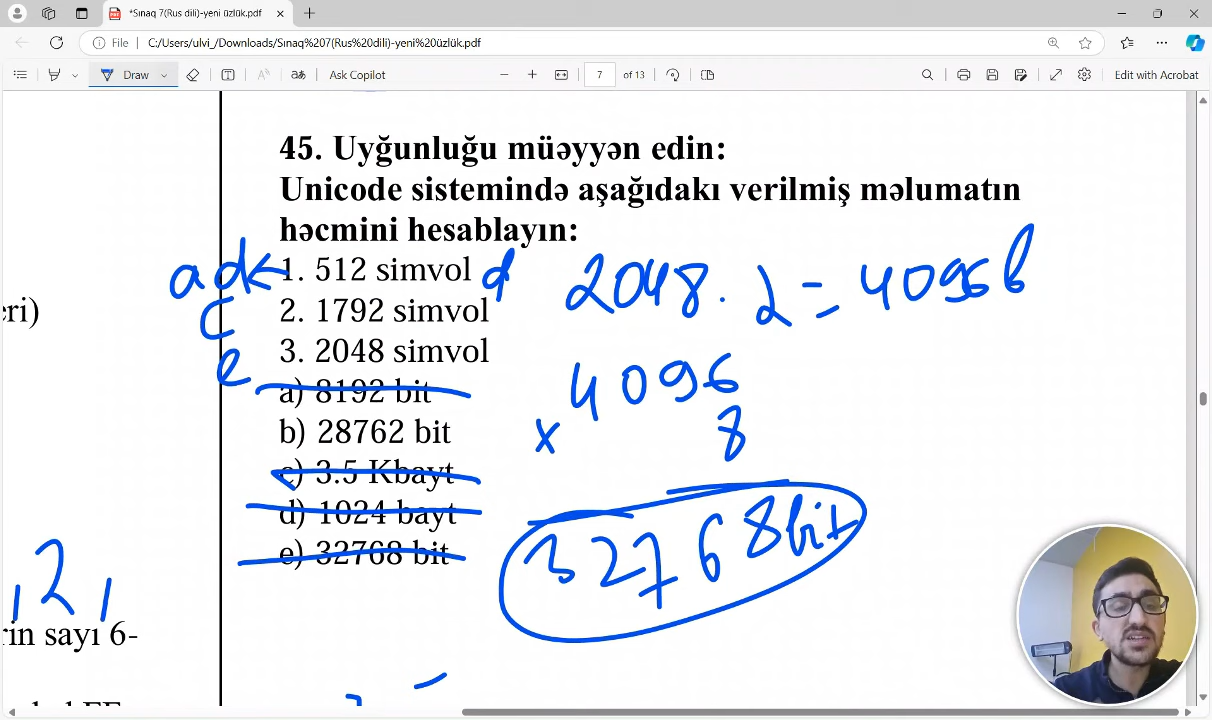 *Sınaq 7(Rus dili)-yeni üzlük.pdf
File C:/Users/ulvi_/Downloads/Sınaq%207(Rus%20dili)-yeni%20üzlük.pdf
Draw Ask Copilot 7 of 13 Edit with Acrobat
45. Uyğunluğu müəyyən edin:
Unicode sistemində aşağıdakı verilmiş məlumatın
həcmini hesablayın:
a d 1. 512 simvol d 2048 · 2 = 4096 b
c 2. 1792 simvol
e 3. 2048 simvol
a) 8192 bit 4096
b) 28762 bit x 8
c) 3.5 Kbayt
d) 1024 bayt
e) 32768 bit 32768 bit
eri)
, 2 ,
rin sayı 6-